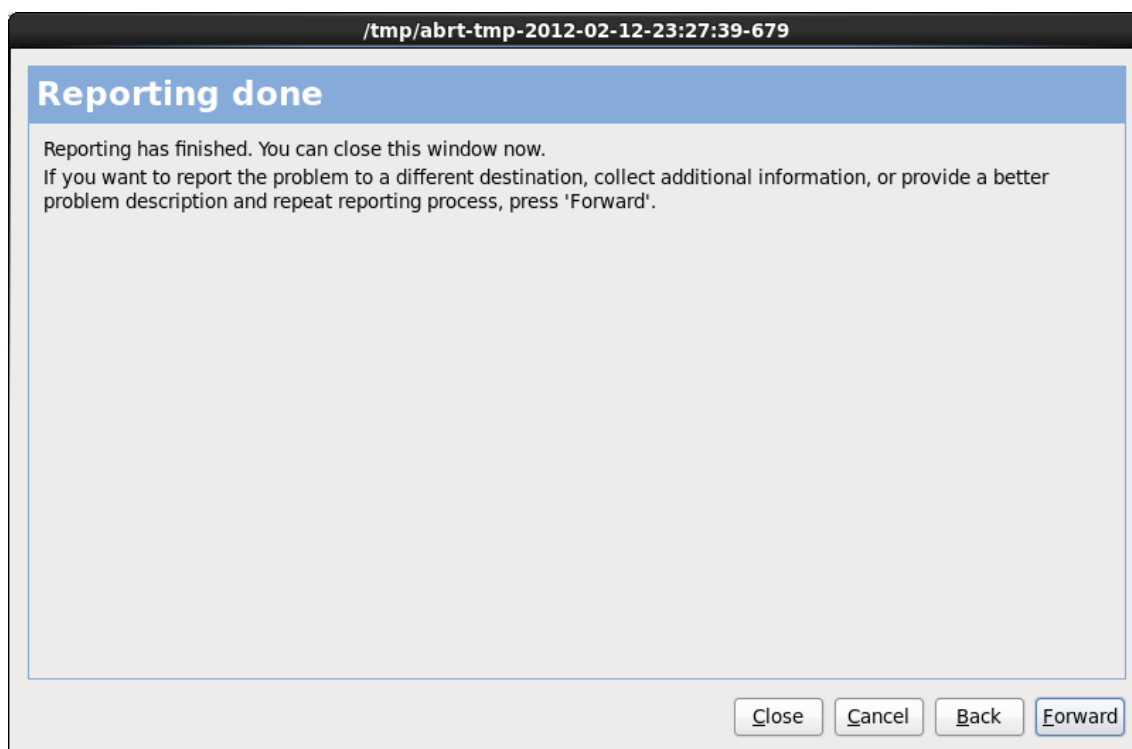 /tmp/abrt-tmp-2012-02-12-23:27:39-679
Reporting done
Reporting has finished. You can close this window now.
If you want to report the problem to a different destination, collect additional information, or provide a better
problem description and repeat reporting process, press 'Forward'.
Close Cancel Back Forward